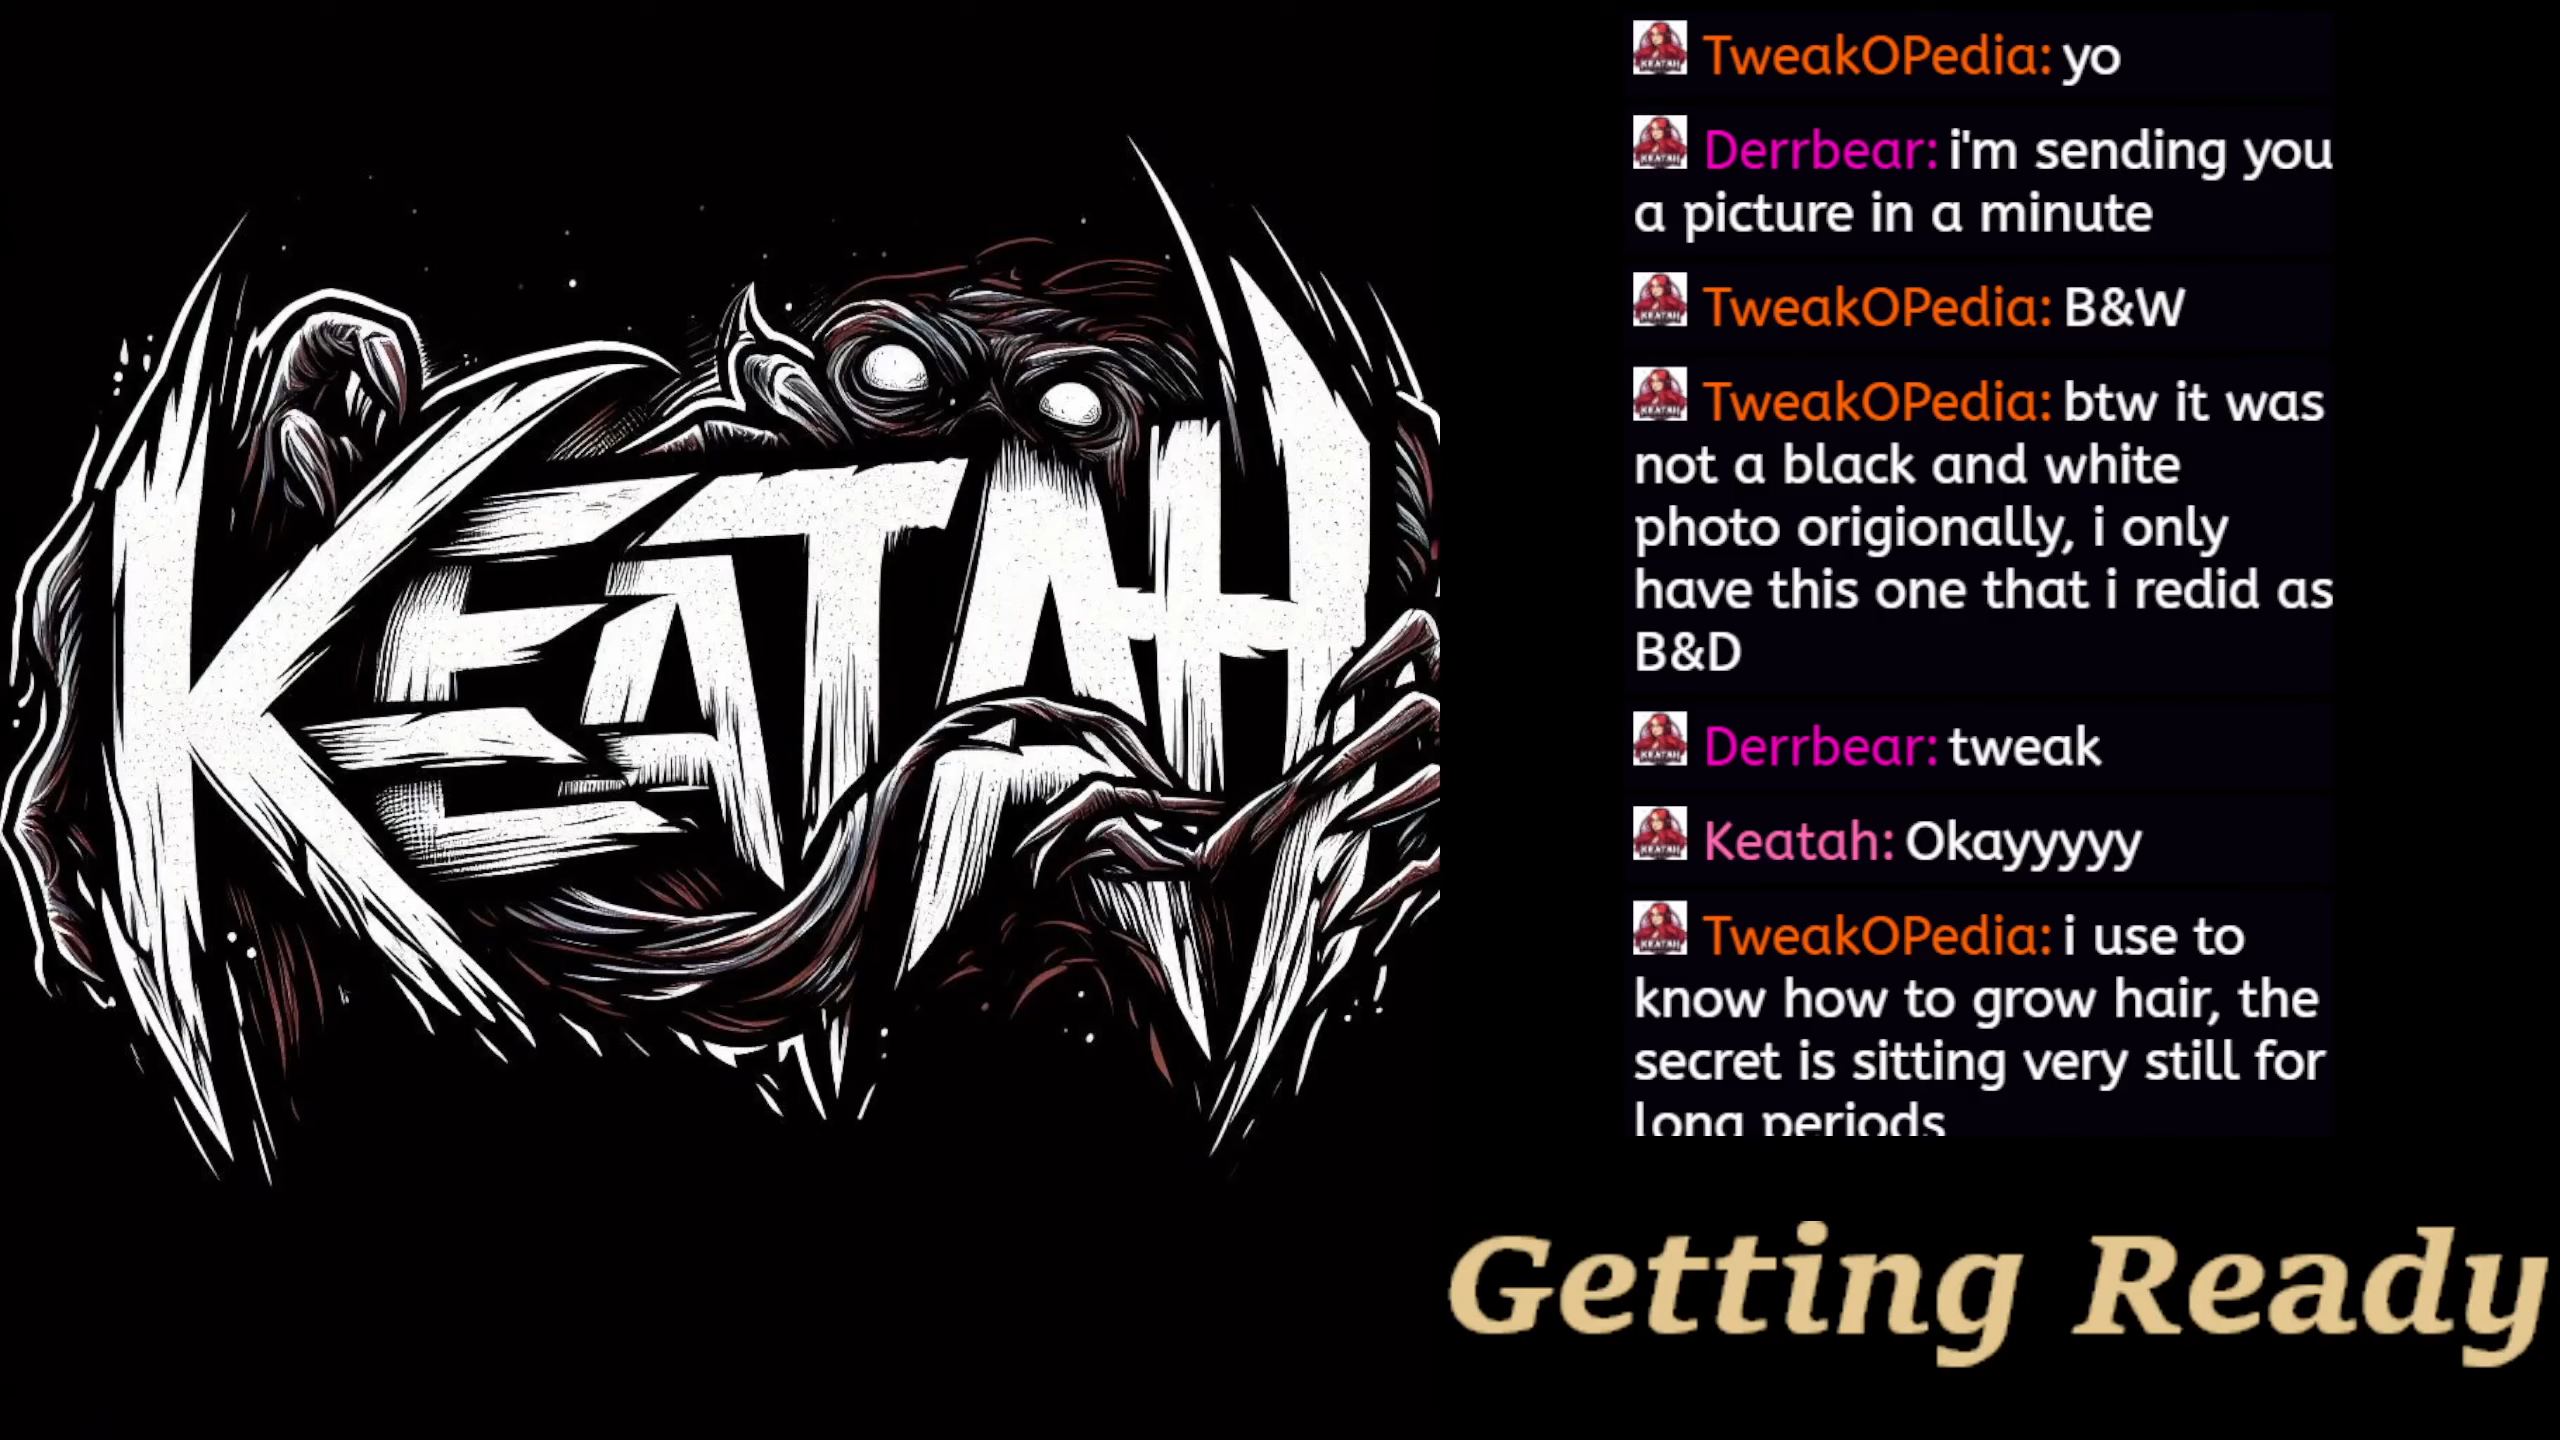 KEATAH
TweakOPedia: yo
Derrbear: i'm sending you
a picture in a minute
TweakOPedia: B&W
TweakOPedia: btw it was
not a black and white
photo origionally, i only
have this one that i redid as
B&D
Derrbear: tweak
Keatah: Okayyyyy
TweakOPedia: i use to
know how to grow hair, the
secret is sitting very still for
long periods
Getting Ready